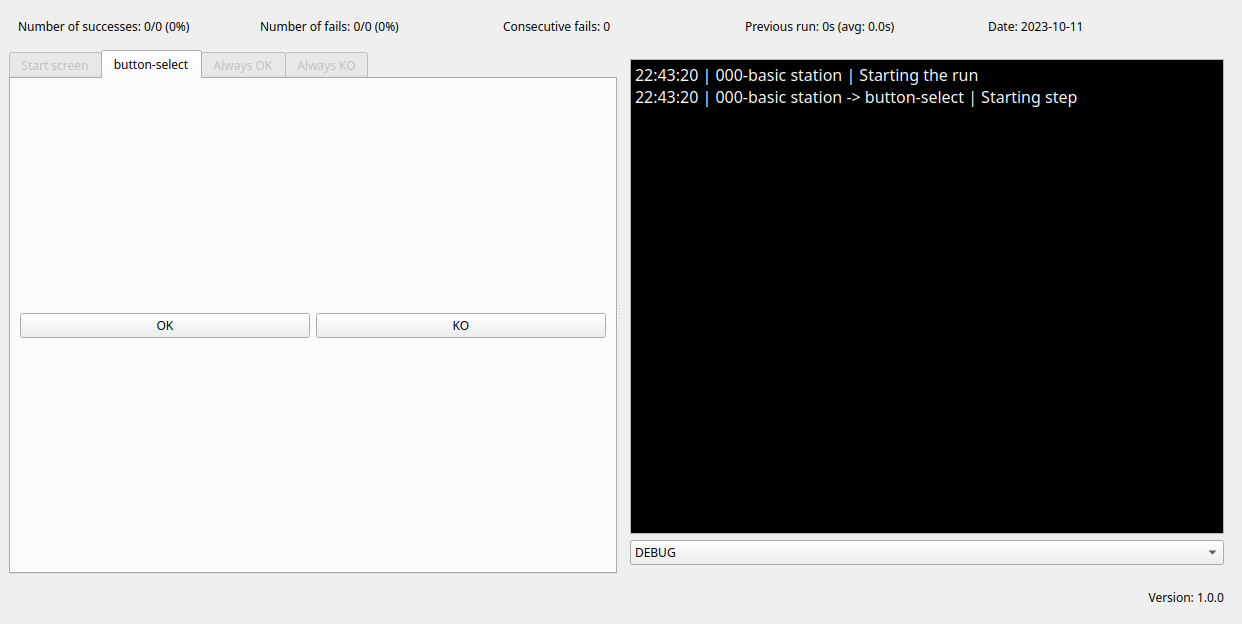 Number of successes: 0/0 (0%) Number of fails: 0/0 (0%) Consecutive fails: 0 Previous run: 0s (avg: 0.0s) Date: 2023-10-11
Start screen button-select Always OK Always KO
22:43:20 | 000-basic station | Starting the run
22:43:20 | 000-basic station -> button-select | Starting step
OK KO
DEBUG
Version: 1.0.0